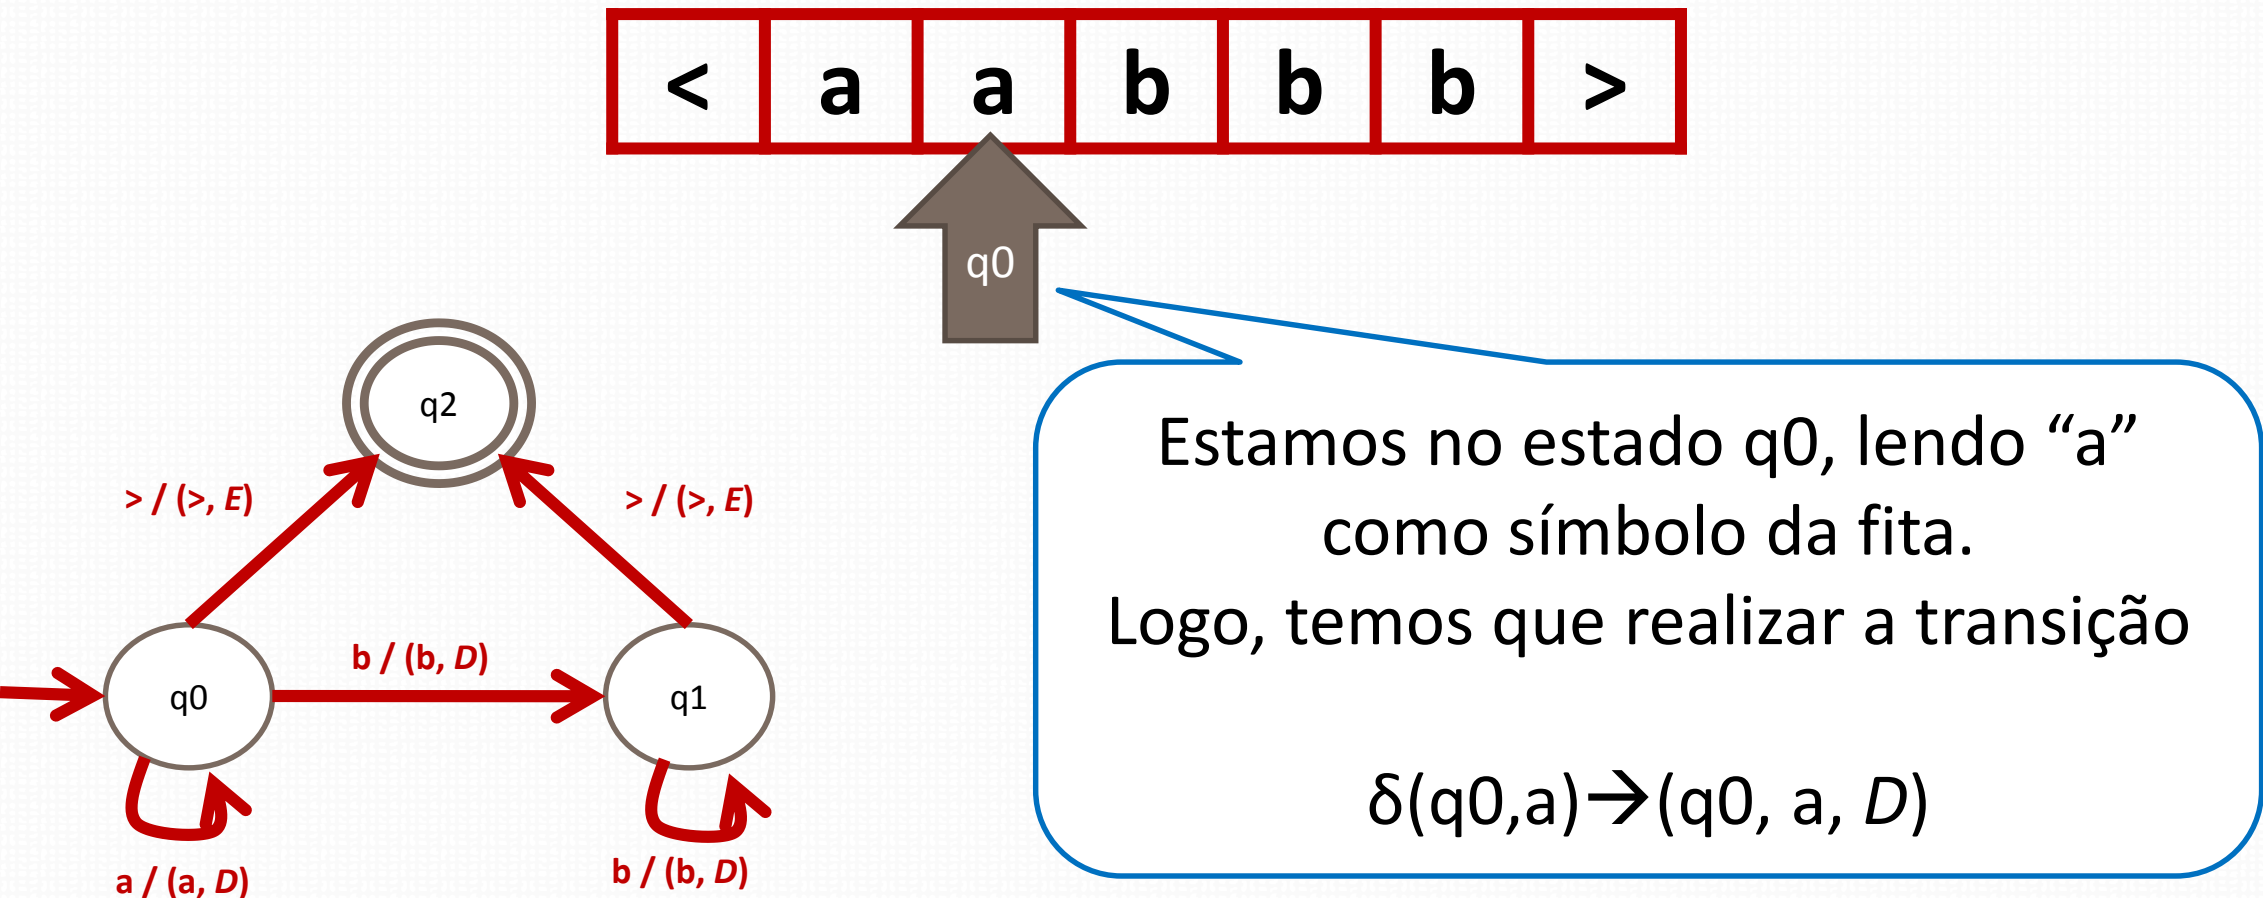 < a a b b b >
q0
Estamos no estado q0, lendo “a”
como símbolo da fita.
Logo, temos que realizar a transição
δ(q0,a)→(q0, a, D)
q2
> / (>, E)
> / (>, E)
b / (b, D)
q0
q1
a / (a, D)
b / (b, D)